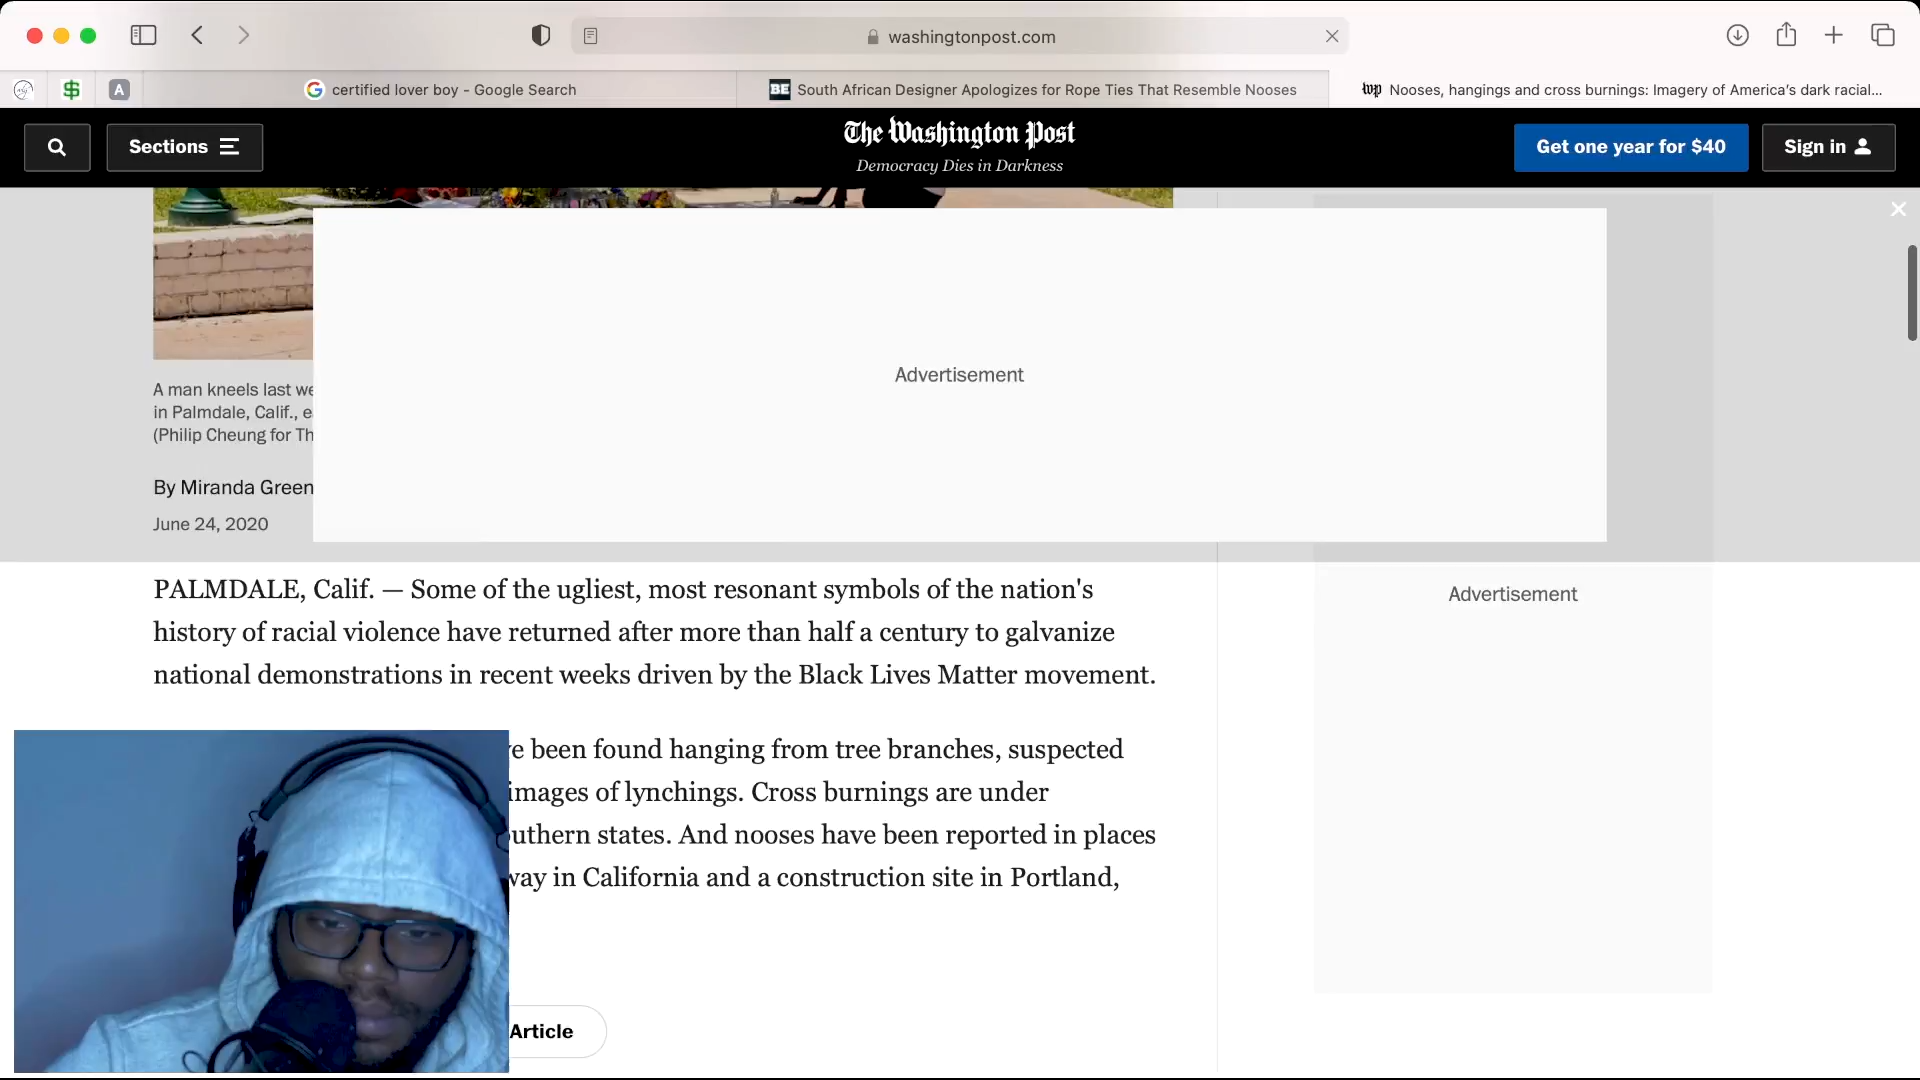 washingtonpost.com
A
certified lover boy - Google Search
BE South African Designer Apologizes for Rope Ties That Resemble Nooses
wp Nooses, hangings and cross burnings: Imagery of America's dark racial...
Sections
The Washington Post
Democracy Dies in Darkness
Get one year for $40
Sign in
Advertisement
A man kneels last we
in Palmdale, Calif., e
(Philip Cheung for Th
By Miranda Green
June 24, 2020
PALMDALE, Calif. — Some of the ugliest, most resonant symbols of the nation's
history of racial violence have returned after more than half a century to galvanize
national demonstrations in recent weeks driven by the Black Lives Matter movement.
Advertisement
ve been found hanging from tree branches, suspected
images of lynchings. Cross burnings are under
outhern states. And nooses have been reported in places
way in California and a construction site in Portland,
Article